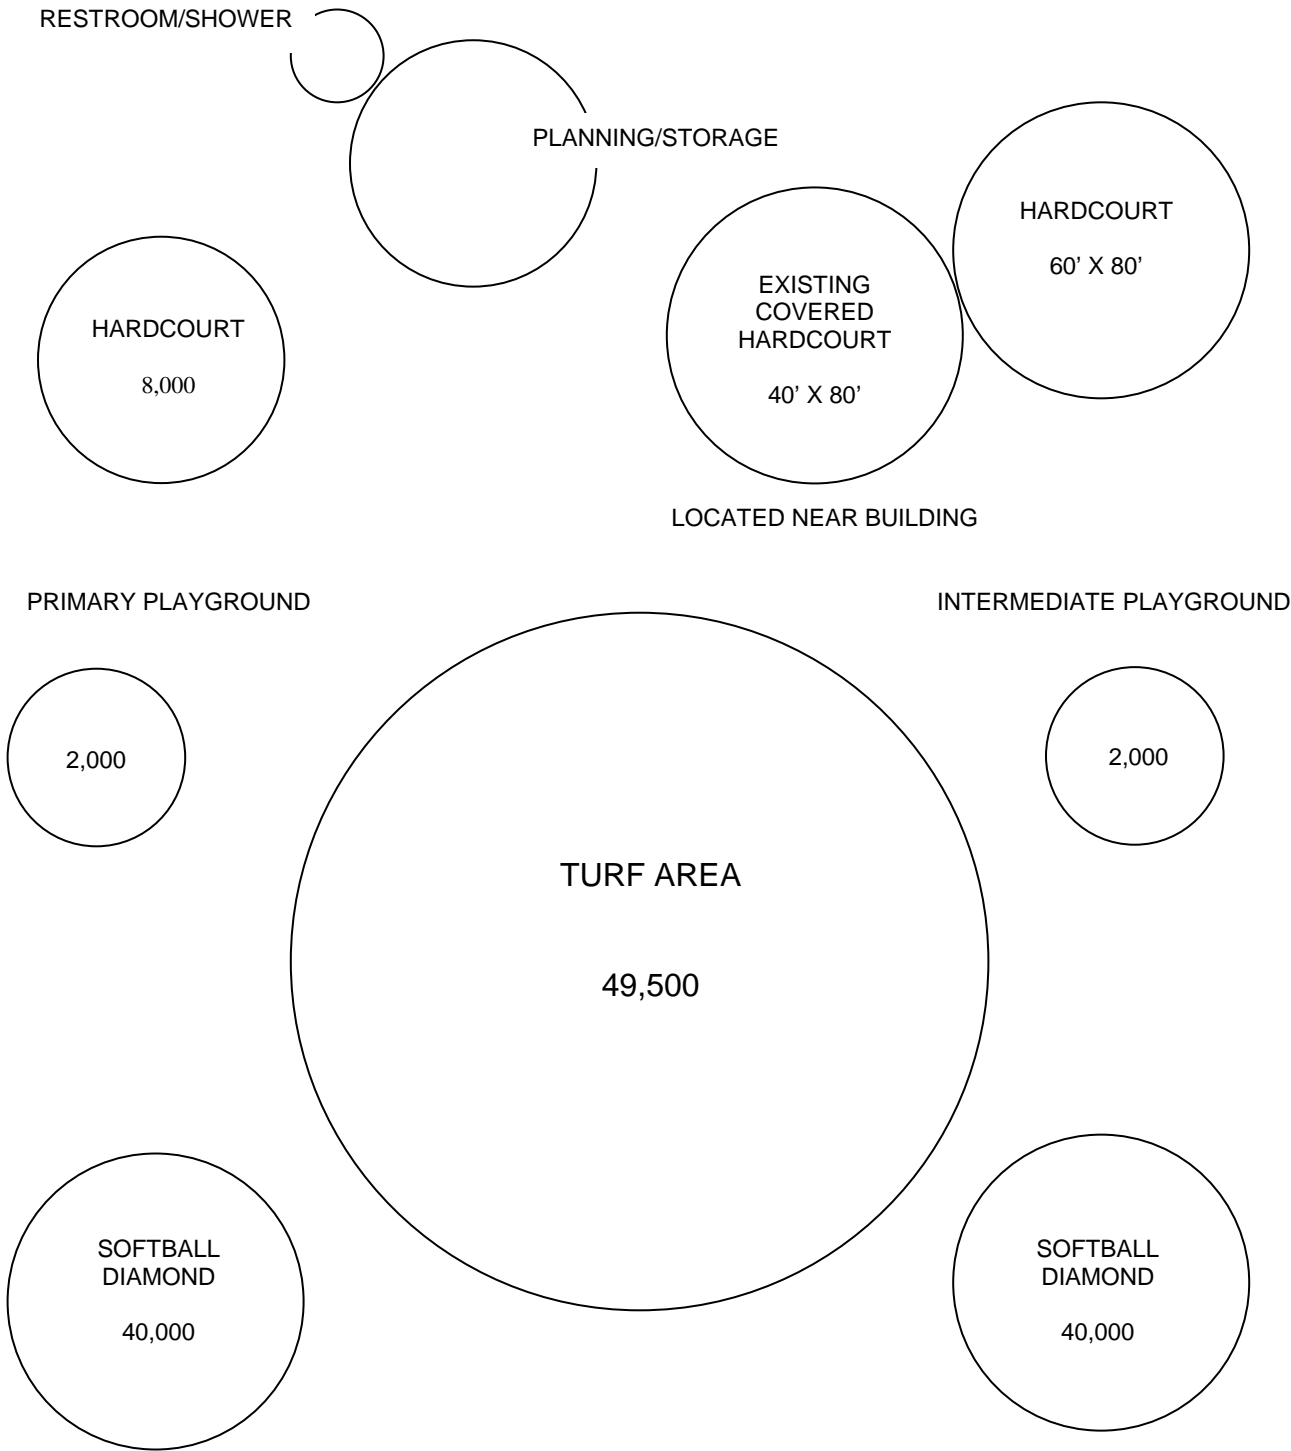 RESTROOM/SHOWER
PLANNING/STORAGE
HARDCOURT
60’ X 80’
EXISTING
COVERED
HARDCOURT
40’ X 80’
HARDCOURT
8,000
LOCATED NEAR BUILDING
PRIMARY PLAYGROUND
INTERMEDIATE PLAYGROUND
2,000
2,000
TURF AREA
49,500
SOFTBALL
DIAMOND
40,000
SOFTBALL
DIAMOND
40,000